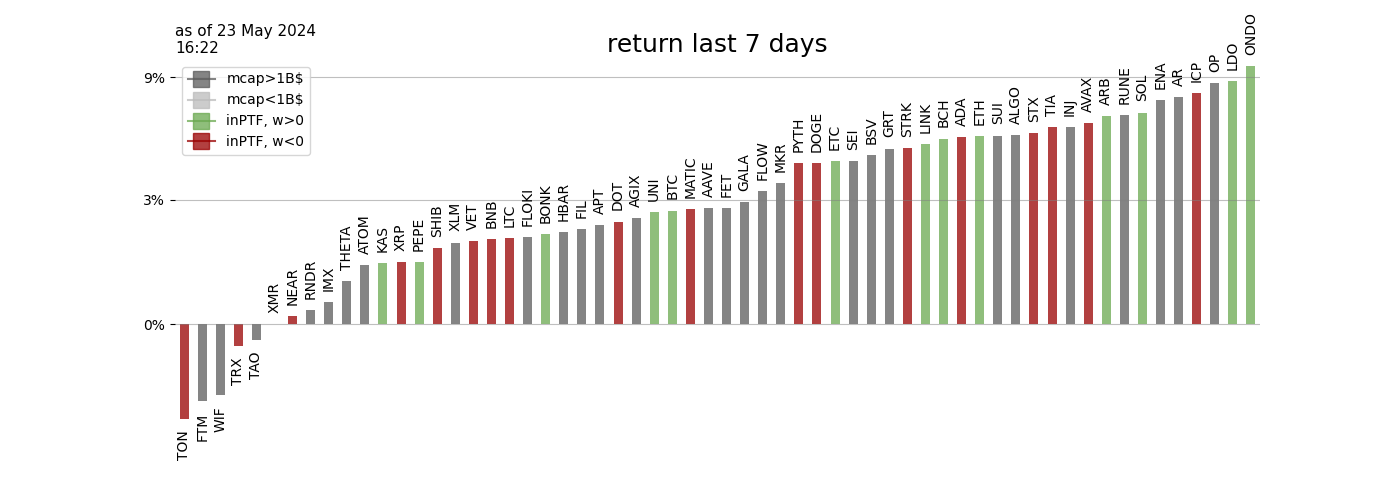 as of 23 May 2024
16:22
return last 7 days
mcap>1B$
mcap<1B$
inPTF, w>0
inPTF, w<0
9%
3%
0%
TON
FTM
WIF
TRX
TAO
XMR
NEAR
RNDR
IMX
THETA
ATOM
KAS
XRP
PEPE
SHIB
XLM
VET
BNB
LTC
FLOKI
BONK
HBAR
FIL
APT
DOT
AGIX
UNI
BTC
MATIC
AAVE
FET
GALA
FLOW
MKR
PYTH
DOGE
ETC
SEI
BSV
GRT
STRK
LINK
BCH
ADA
ETH
SUI
ALGO
STX
TIA
INJ
AVAX
ARB
RUNE
SOL
ENA
AR
ICP
OP
LDO
ONDO